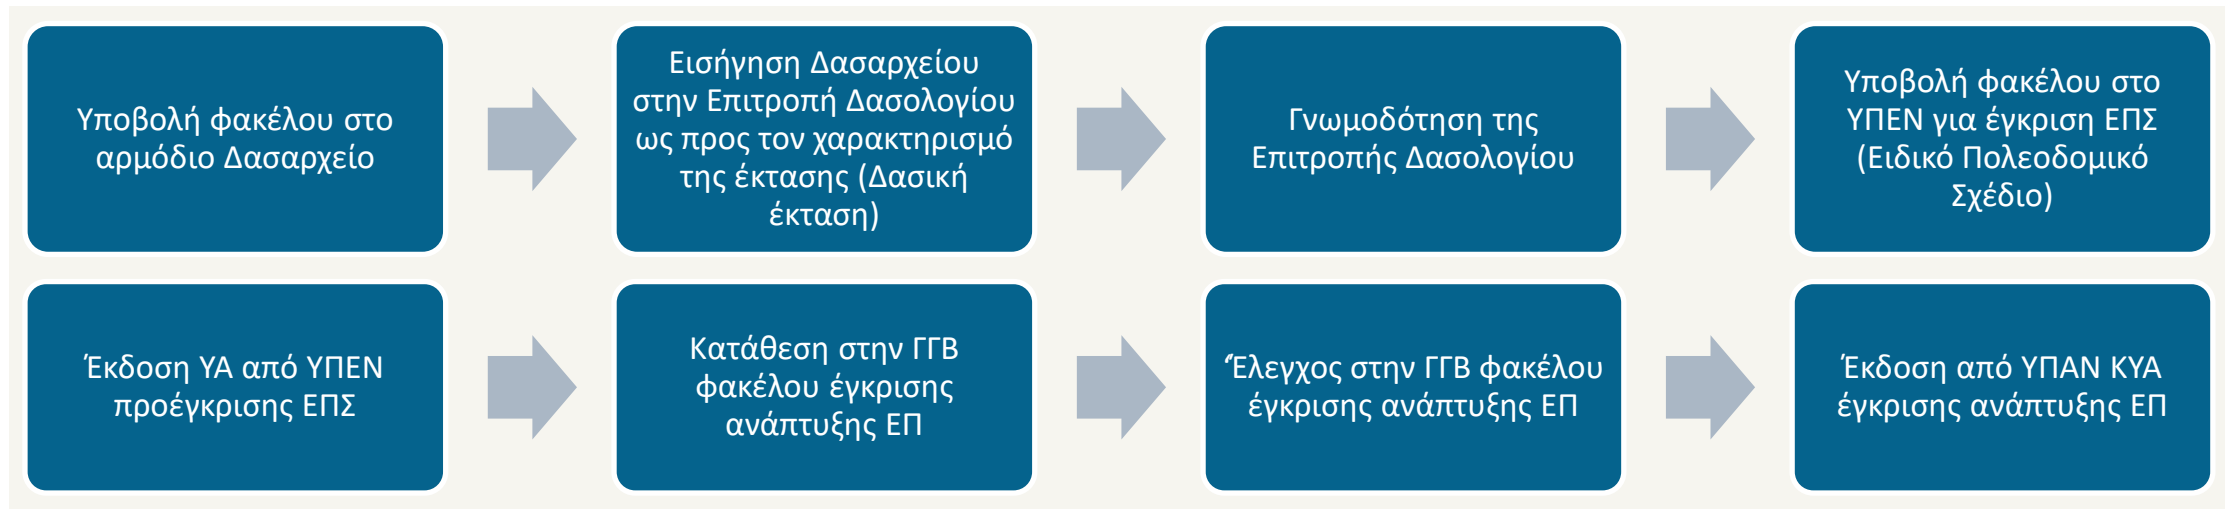 Υποβολή φακέλου στο
αρμόδιο Δασαρχείο
Εισήγηση Δασαρχείου
στην Επιτροπή Δασολογίου
ως προς τον χαρακτηρισμό
της έκτασης (Δασική
έκταση)
Γνωμοδότηση της
Επιτροπής Δασολογίου
Υποβολή φακέλου στο
ΥΠΕΝ για έγκριση ΕΠΣ
(Ειδικό Πολεοδομικό
Σχέδιο)
Έκδοση ΥΑ από ΥΠΕΝ
προέγκρισης ΕΠΣ
Κατάθεση στην ΓΓΒ
φακέλου έγκρισης
ανάπτυξης ΕΠ
Έλεγχος στην ΓΓΒ φακέλου
έγκρισης ανάπτυξης ΕΠ
Έκδοση από ΥΠΑΝ ΚΥΑ
έγκρισης ανάπτυξης ΕΠ